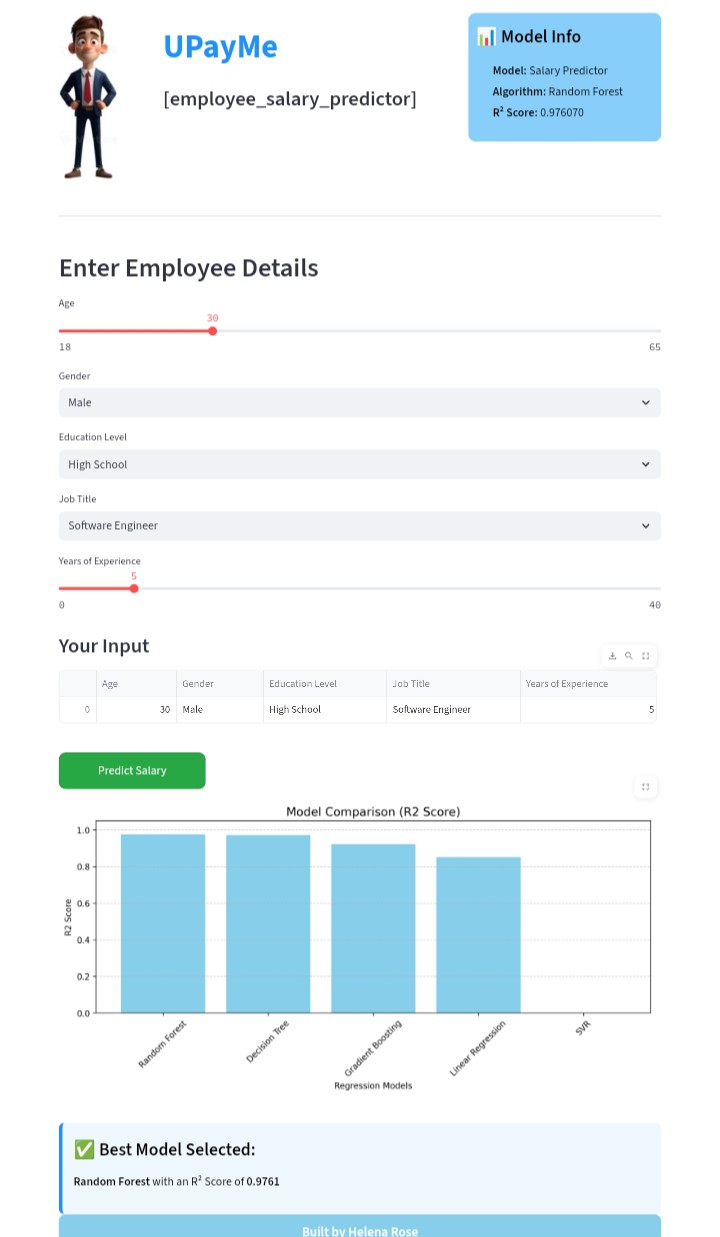 UPayMe
[employee_salary_predictor]
📊 Model Info
Model: Salary Predictor
Algorithm: Random Forest
R² Score: 0.976070
Enter Employee Details
Age
30
18 65
Gender
Male
Education Level
High School
Job Title
Software Engineer
Years of Experience
5
0 40
Your Input
Age Gender Education Level Job Title Years of Experience
0 30 Male High School Software Engineer 5
Predict Salary
Model Comparison (R2 Score)
1.0
0.8
0.6
0.4
0.2
0.0
R2 Score
Random Forest
Decision Tree
Gradient Boosting
Linear Regression
SVR
Regression Models
✅ Best Model Selected:
Random Forest with an R² Score of 0.9761
Built by Helena Rose